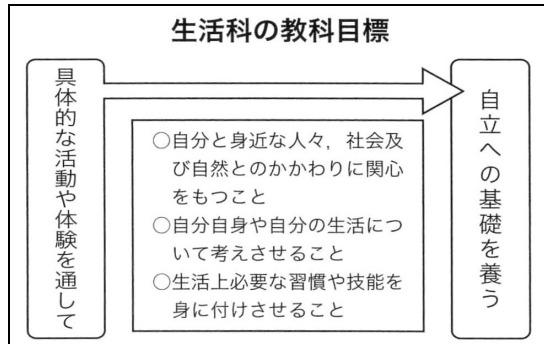 生活科の教科目標
具体的な活動や体験を通して
○自分と身近な人々，社会及
び自然とのかかわりに関心
をもつこと
○自分自身や自分の生活につ
いて考えさせること
○生活上必要な習慣や技能を
身に付けさせること
自立への基礎を養う